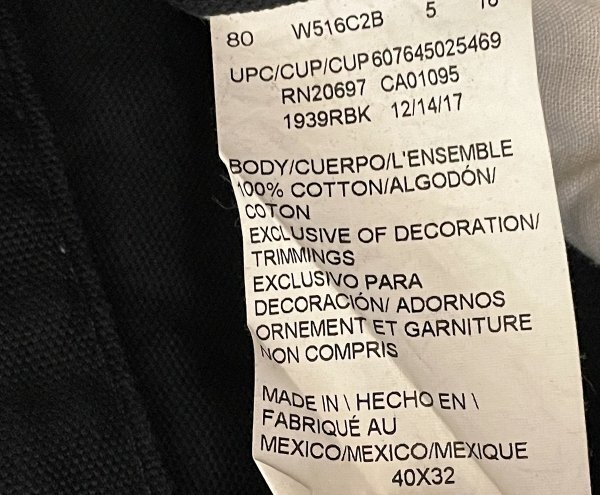 80 W516C2B 5
UPC/CUP/CUP607645025469
RN20697 CA01095
1939RBK 12/14/17
BODY/CUERPO/L'ENSEMBLE
100% COTTON/ALGODÓN/
COTON
EXCLUSIVE OF DECORATION/
TRIMMINGS
EXCLUSIVO PARA
DECORACIÓN/ ADORNOS
ORNEMENT ET GARNITURE
NON COMPRIS
MADE IN \ HECHO EN \
FABRIQUÉ AU
MEXICO/MEXICO/MEXIQUE
40X32